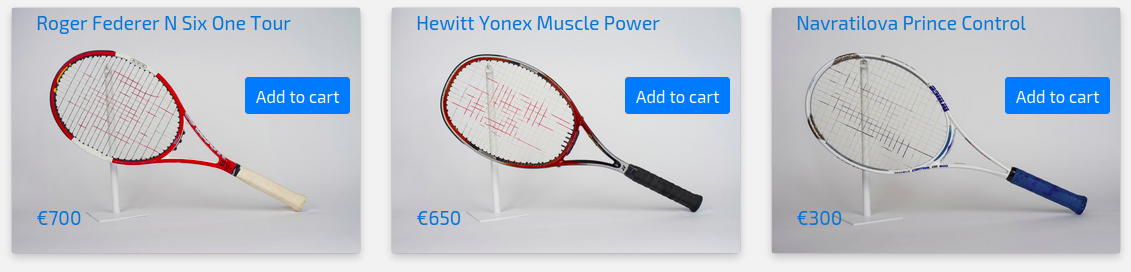 Roger Federer N Six One Tour
Add to cart
€700
Hewitt Yonex Muscle Power
Add to cart
€650
Navratilova Prince Control
Add to cart
€300